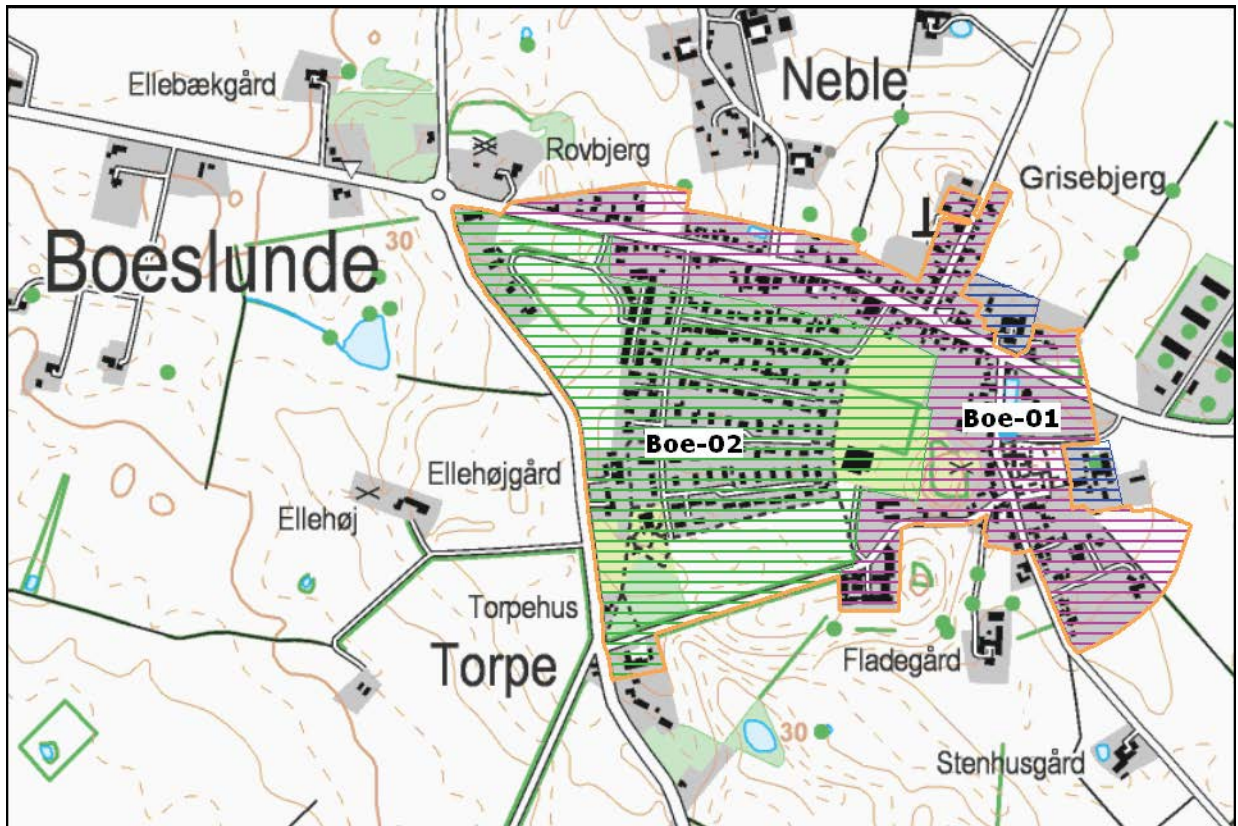 Ellebækgård
Neble
Rovbjerg
Grisebjerg
30
Boeslunde
Boe-01
Boe-02
Ellehøjgård
Ellehøj
Torpehus
Torpe
Fladegård
30
Stenhusgård